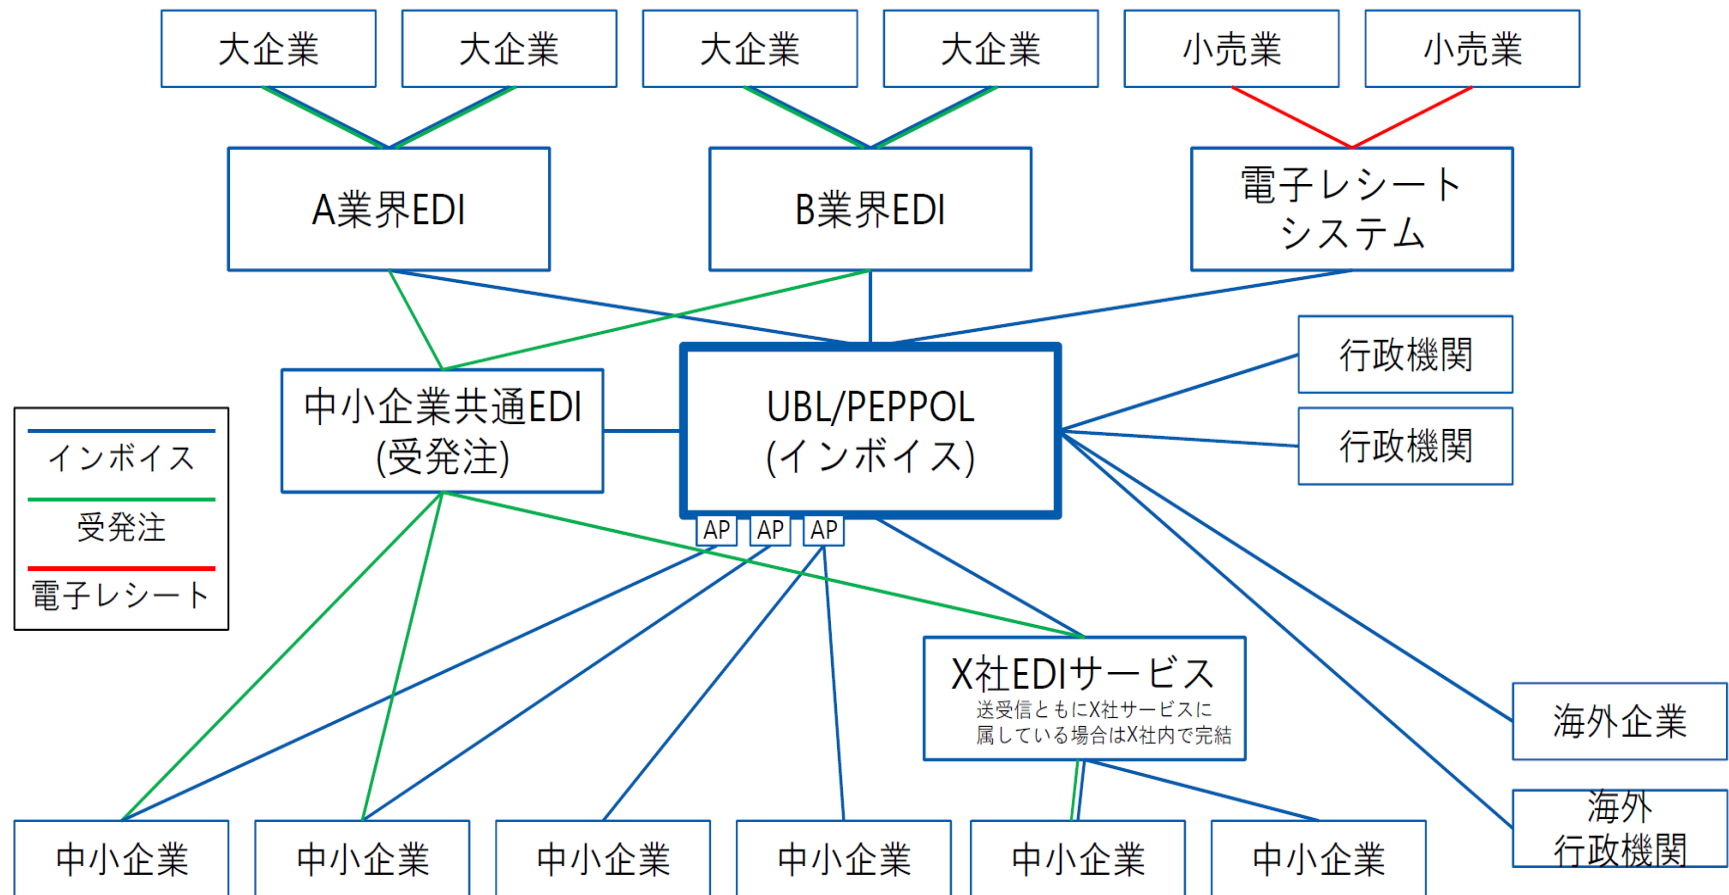 大企業
大企業
大企業
大企業
小売業
小売業
A業界EDI
B業界EDI
電子レシート
システム
行政機関
行政機関
中小企業共通EDI
(受発注)
UBL/PEPPOL
(インボイス)
インボイス
受発注
電子レシート
AP
AP
AP
X社EDIサービス
送受信ともにX社サービスに
属している場合はX社内で完結
海外企業
海外
行政機関
中小企業
中小企業
中小企業
中小企業
中小企業
中小企業